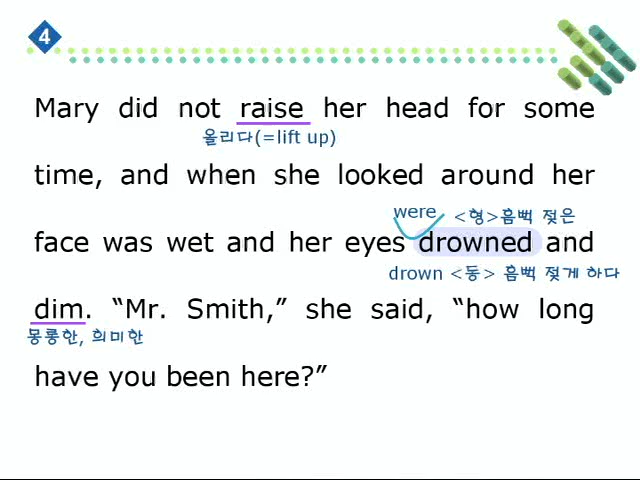 4
Mary did not raise her head for some
올리다(=lift up)
time, and when she looked around her
were <형>흠뻑 젖은
face was wet and her eyes drowned and
drown <동> 흠뻑 젖게 하다
dim. “Mr. Smith,” she said, “how long
몽롱한, 희미한
have you been here?”